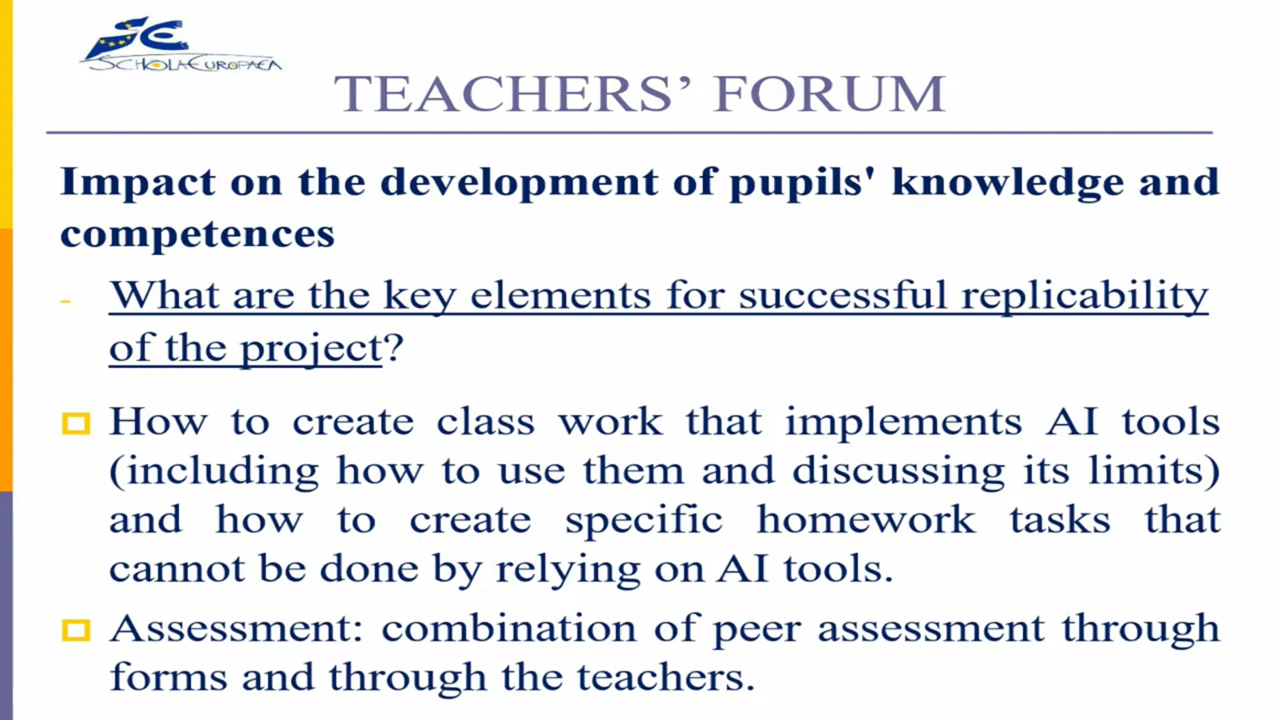 SCHOLA EUROPAEA
TEACHERS’ FORUM
Impact on the development of pupils' knowledge and
competences
- What are the key elements for successful replicability
of the project?
How to create class work that implements AI tools
(including how to use them and discussing its limits)
and how to create specific homework tasks that
cannot be done by relying on AI tools.
Assessment: combination of peer assessment through
forms and through the teachers.